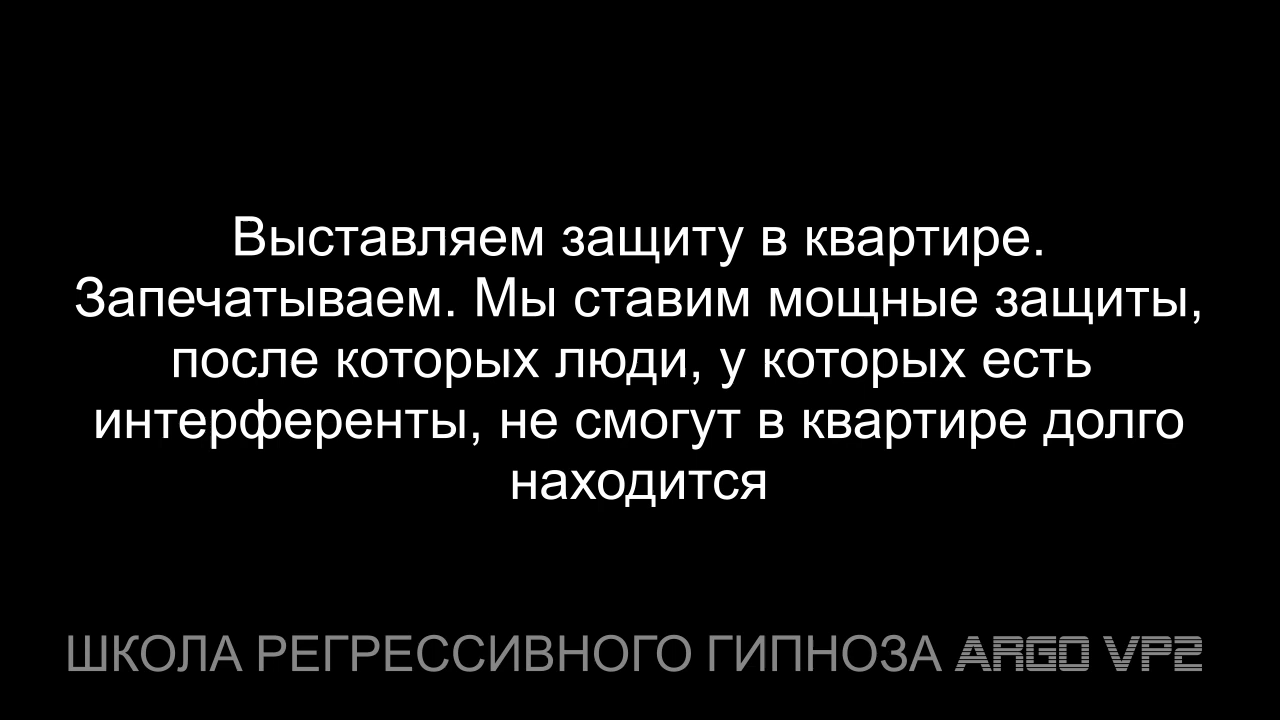 Выставляем защиту в квартире.
Запечатываем. Мы ставим мощные защиты,
после которых люди, у которых есть
интерференты, не смогут в квартире долго
находится
ШКОЛА РЕГРЕССИВНОГО ГИПНОЗА ARGO VP2